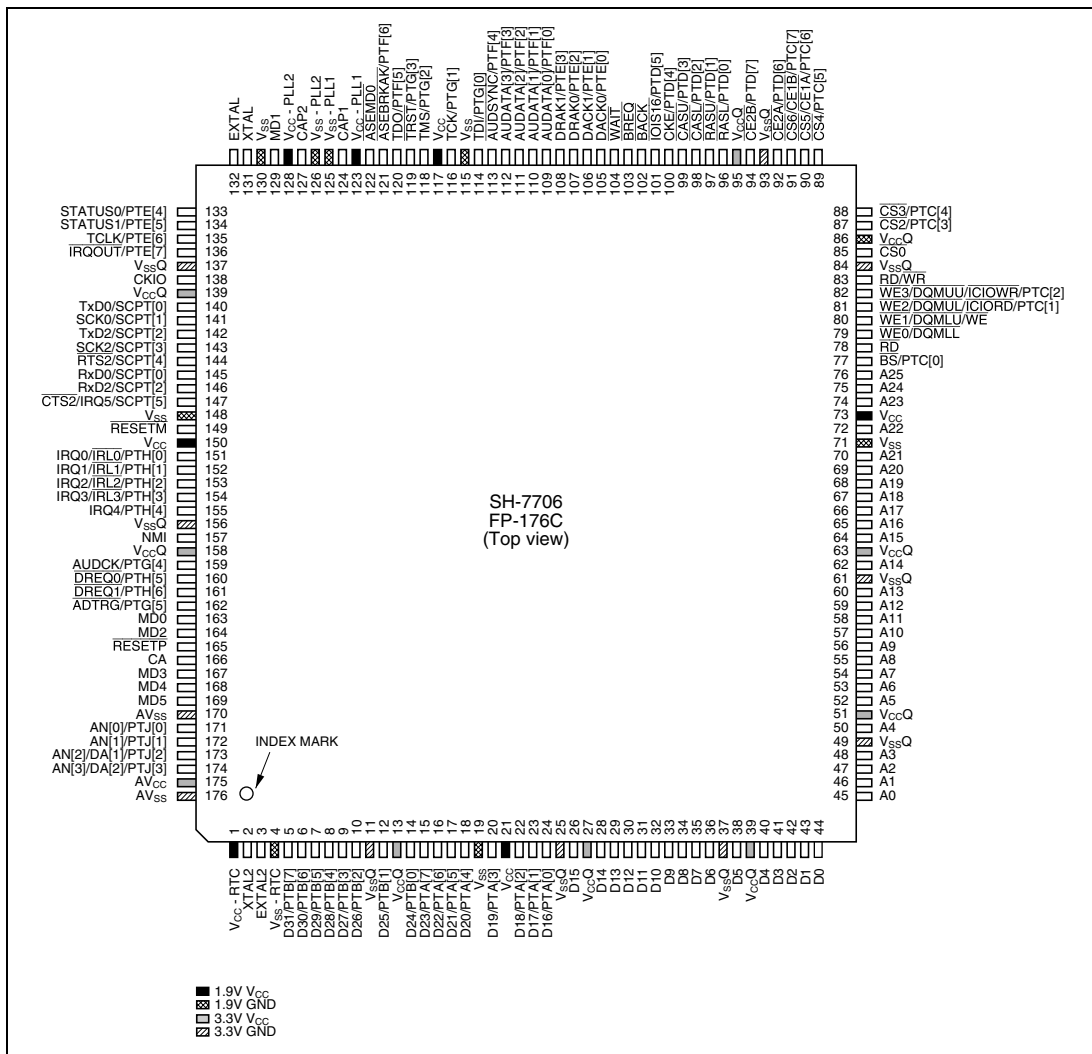 EXTAL 132
XTAL 131
VSS 130
MD1 129
VCC - PLL2 128
CAP2 127
VSS - PLL2 126
VSS - PLL1 125
CAP1 124
VCC - PLL1 123
ASEMD0 122
ASEBRKAK/PTF[6] 121
TDO/PTF[5] 120
TRST/PTG[3] 119
TMS/PTG[2] 118
VCC 117
TCK/PTG[1] 116
VSS 115
TDI/PTG[0] 114
AUDSYNC/PTF[4] 113
AUDATA[3]/PTF[3] 112
AUDATA[2]/PTF[2] 111
AUDATA[1]/PTF[1] 110
AUDATA[0]/PTF[0] 109
DRAK1/PTE[3] 108
DRAK0/PTE[2] 107
DACK1/PTE[1] 106
DACK0/PTE[0] 105
WAIT 104
BREQ 103
BACK 102
IOIS16/PTD[5] 101
CKE/PTD[4] 100
CASU/PTD[3] 99
CASL/PTD[2] 98
RASU/PTD[1] 97
RASL/PTD[0] 96
VCCQ 95
CE2B/PTD[7] 94
VSSQ 93
CE2A/PTD[6] 92
CS6/CE1B/PTC[7] 91
CS5/CE1A/PTC[6] 90
CS4/PTC[5] 89
STATUS0/PTE[4] 133
STATUS1/PTE[5] 134
TCLK/PTE[6] 135
IRQOUT/PTE[7] 136
VSSQ 137
CKIO 138
VCCQ 139
TxD0/SCPT[0] 140
SCK0/SCPT[1] 141
TxD2/SCPT[2] 142
SCK2/SCPT[3] 143
RTS2/SCPT[4] 144
RxD0/SCPT[0] 145
RxD2/SCPT[2] 146
CTS2/IRQ5/SCPT[5] 147
VSS 148
RESETM 149
VCC 150
IRQ0/IRL0/PTH[0] 151
IRQ1/IRL1/PTH[1] 152
IRQ2/IRL2/PTH[2] 153
IRQ3/IRL3/PTH[3] 154
IRQ4/PTH[4] 155
VSSQ 156
NMI 157
VCCQ 158
AUDCK/PTG[4] 159
DREQ0/PTH[5] 160
DREQ1/PTH[6] 161
ADTRG/PTG[5] 162
MD0 163
MD2 164
RESETP 165
CA 166
MD3 167
MD4 168
MD5 169
AVSS 170
AN[0]/PTJ[0] 171
AN[1]/PTJ[1] 172
AN[2]/DA[1]/PTJ[2] 173
AN[3]/DA[2]/PTJ[3] 174
AVCC 175
AVSS 176
SH-7706
FP-176C
(Top view)
INDEX MARK
88 CS3/PTC[4]
87 CS2/PTC[3]
86 VCCQ
85 CS0
84 VSSQ
83 RD/WR
82 WE3/DQMUU/ICIOWR/PTC[2]
81 WE2/DQMUL/ICIORD/PTC[1]
80 WE1/DQMLU/WE
79 WE0/DQMLL
78 RD
77 BS/PTC[0]
76 A25
75 A24
74 A23
73 VCC
72 A22
71 VSS
70 A21
69 A20
68 A19
67 A18
66 A17
65 A16
64 A15
63 VCCQ
62 A14
61 VSSQ
60 A13
59 A12
58 A11
57 A10
56 A9
55 A8
54 A7
53 A6
52 A5
51 VCCQ
50 A4
49 VSSQ
48 A3
47 A2
46 A1
45 A0
1 VCC - RTC
2 XTAL2
3 EXTAL2
4 VSS - RTC
5 D31/PTB[7]
6 D30/PTB[6]
7 D29/PTB[5]
8 D28/PTB[4]
9 D27/PTB[3]
10 D26/PTB[2]
11 VSSQ
12 D25/PTB[1]
13 VCCQ
14 D24/PTB[0]
15 D23/PTA[7]
16 D22/PTA[6]
17 D21/PTA[5]
18 D20/PTA[4]
19 VSS
20 D19/PTA[3]
21 VCC
22 D18/PTA[2]
23 D17/PTA[1]
24 D16/PTA[0]
25 VSSQ
26 D15
27 VCCQ
28 D14
29 D13
30 D12
31 D11
32 D10
33 D9
34 D8
35 D7
36 D6
37 VSSQ
38 D5
39 VCCQ
40 D4
41 D3
42 D2
43 D1
44 D0
1.9V VCC
1.9V GND
3.3V VCC
3.3V GND